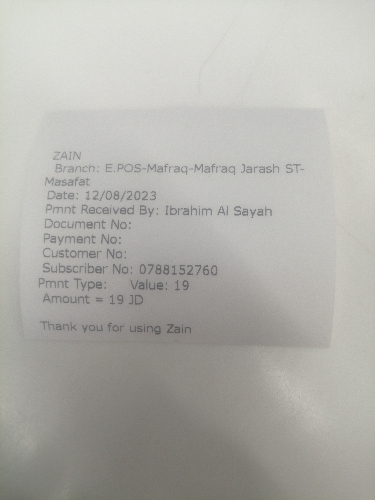 ZAIN
Branch: E.POS-Mafraq-Mafraq Jarash ST-
Masafat
Date: 12/08/2023
Pmnt Received By: Ibrahim Al Sayah
Document No:
Payment No:
Customer No:
Subscriber No: 0788152760
Pmnt Type: Value: 19
Amount = 19 JD
Thank you for using Zain